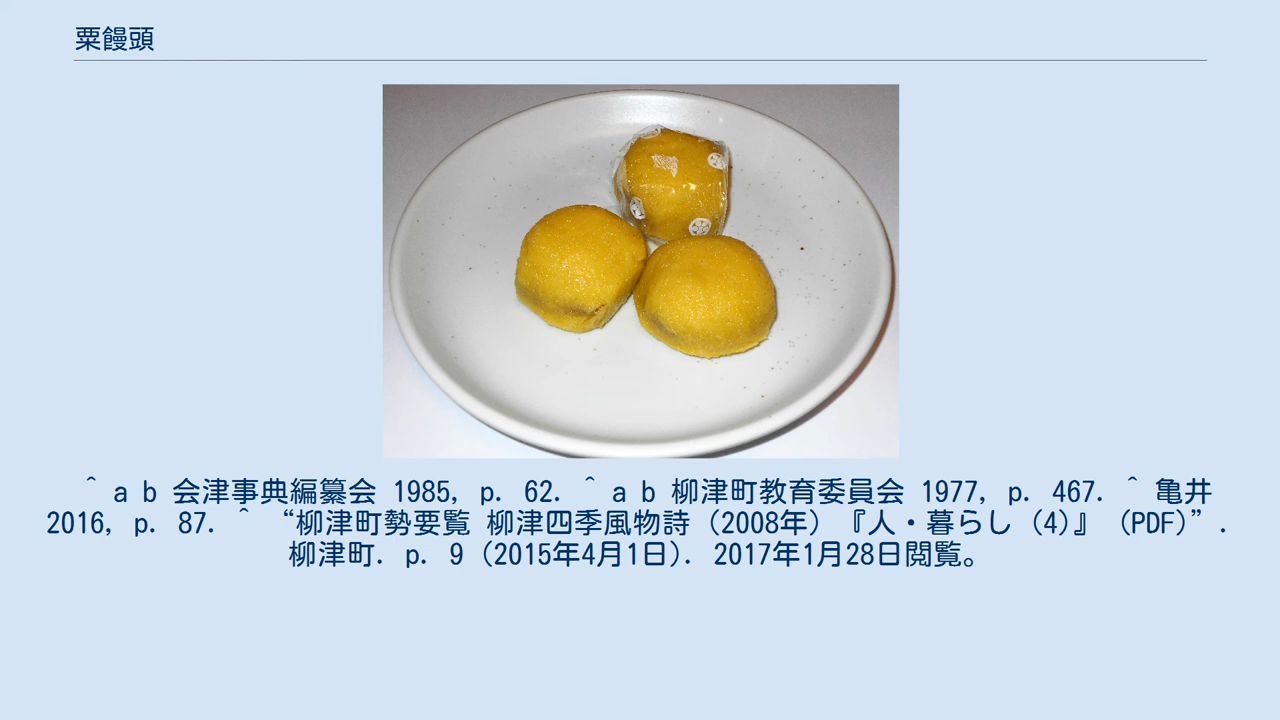 粟饅頭
^ a b 会津事典編纂会 1985, p. 62. ^ a b 柳津町教育委員会 1977, p. 467. ^ 亀井
2016, p. 87. ^ “柳津町勢要覧 柳津四季風物詩（2008年）『人・暮らし（4)』（PDF)”.
柳津町. p. 9（2015年4月1日）. 2017年1月28日閲覧。